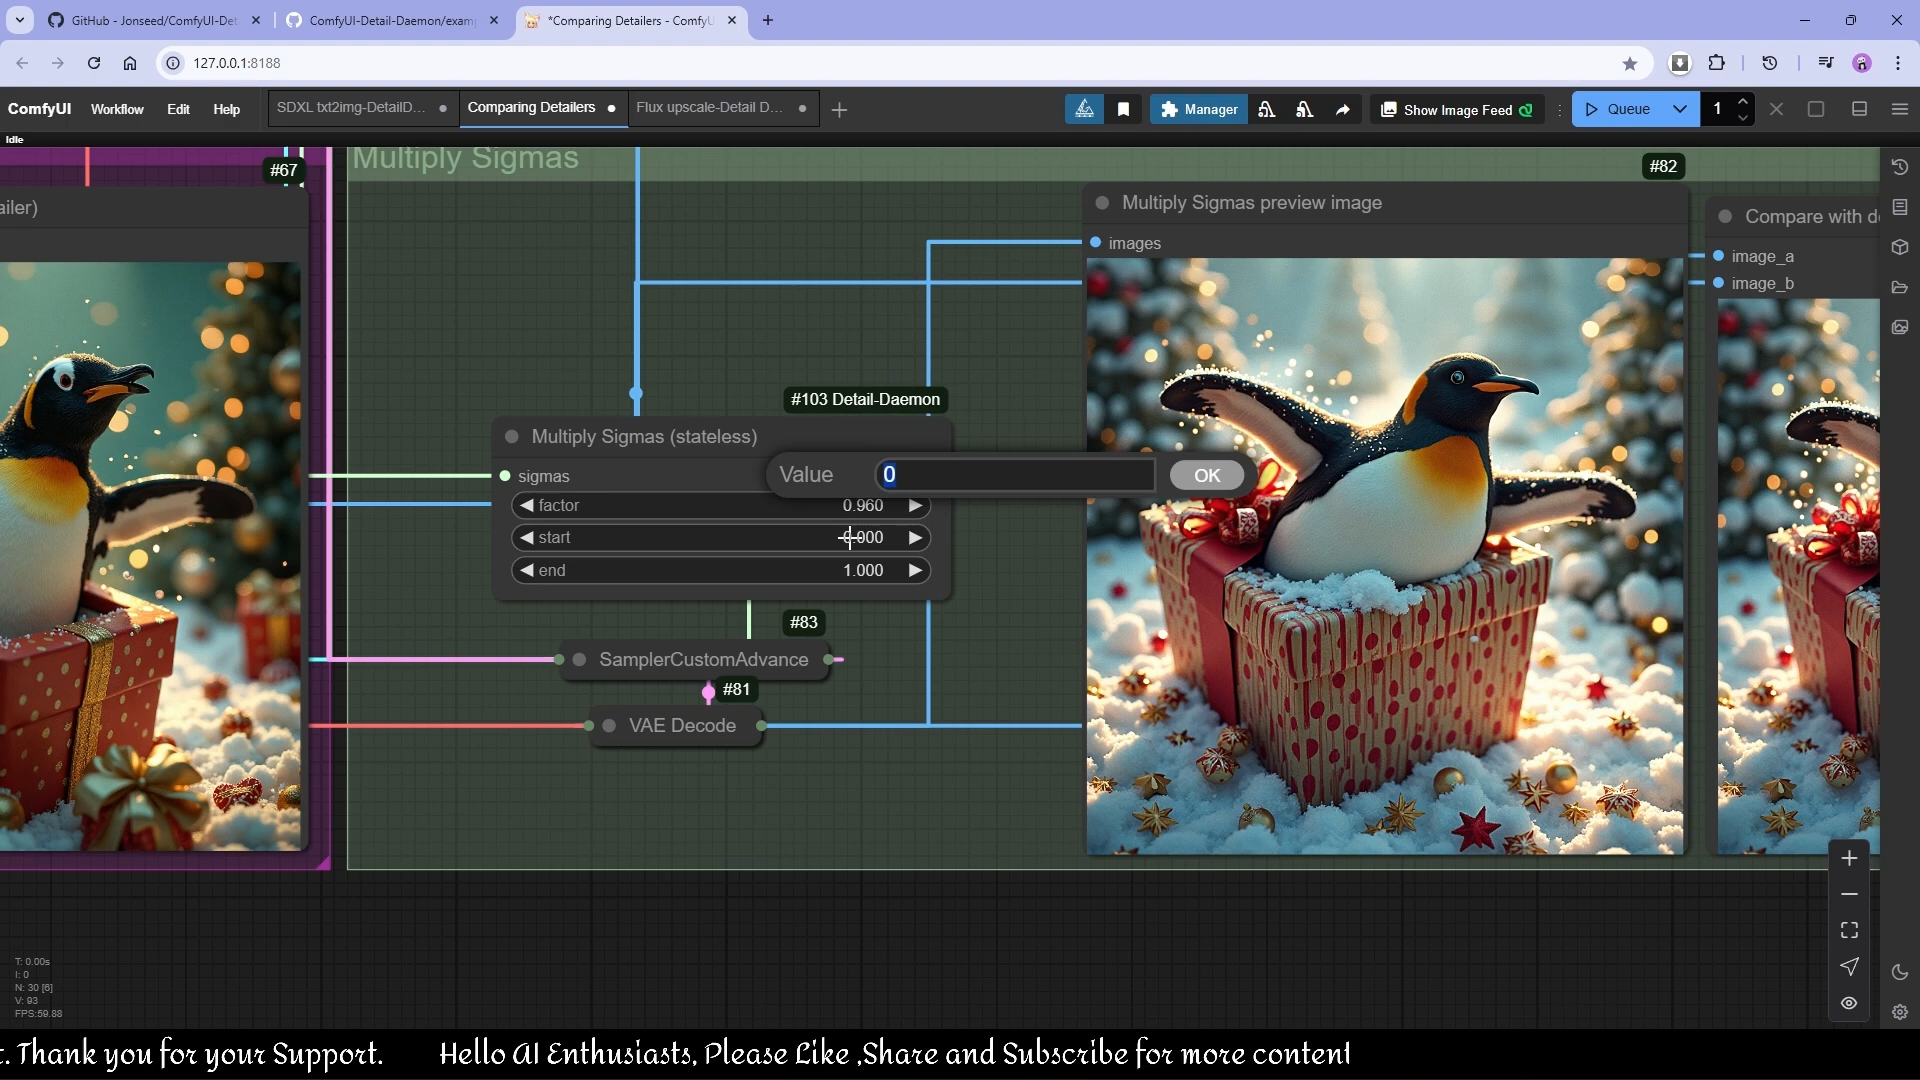 GitHub - Jonseed/ComfyUI-Det
ComfyUI-Detail-Daemon/exam
*Comparing Detailers - ComfyU
127.0.0.1:8188
ComfyUI
Workflow
Edit
Help
SDXL txt2img-DetailD...
Comparing Detailers
Flux upscale-Detail D...
Manager
Show Image Feed
Queue
1
Idle
Multiply Sigmas
#67
#82
ailer)
Multiply Sigmas preview image
Compare with d
images
image_a
image_b
#103 Detail-Daemon
Multiply Sigmas (stateless)
sigmas
Value
0
OK
factor
0.960
start
0.000
end
1.000
#83
SamplerCustomAdvance
#81
VAE Decode
T: 0.00s
I: 0
N: 30 [6]
V: 93
FPS:59.88
t. Thank you for your Support. Hello AI Enthusiasts, Please Like ,Share and Subscribe for more content